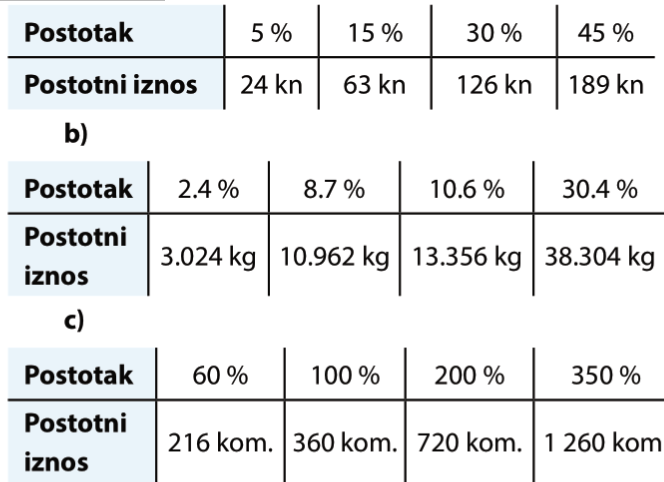 Postotak 5 % 15 % 30 % 45 %
Postotni iznos 24 kn 63 kn 126 kn 189 kn
b)
Postotak 2.4 % 8.7 % 10.6 % 30.4 %
Postotni iznos 3.024 kg 10.962 kg 13.356 kg 38.304 kg
c)
Postotak 60 % 100 % 200 % 350 %
Postotni iznos 216 kom. 360 kom. 720 kom. 1 260 kom